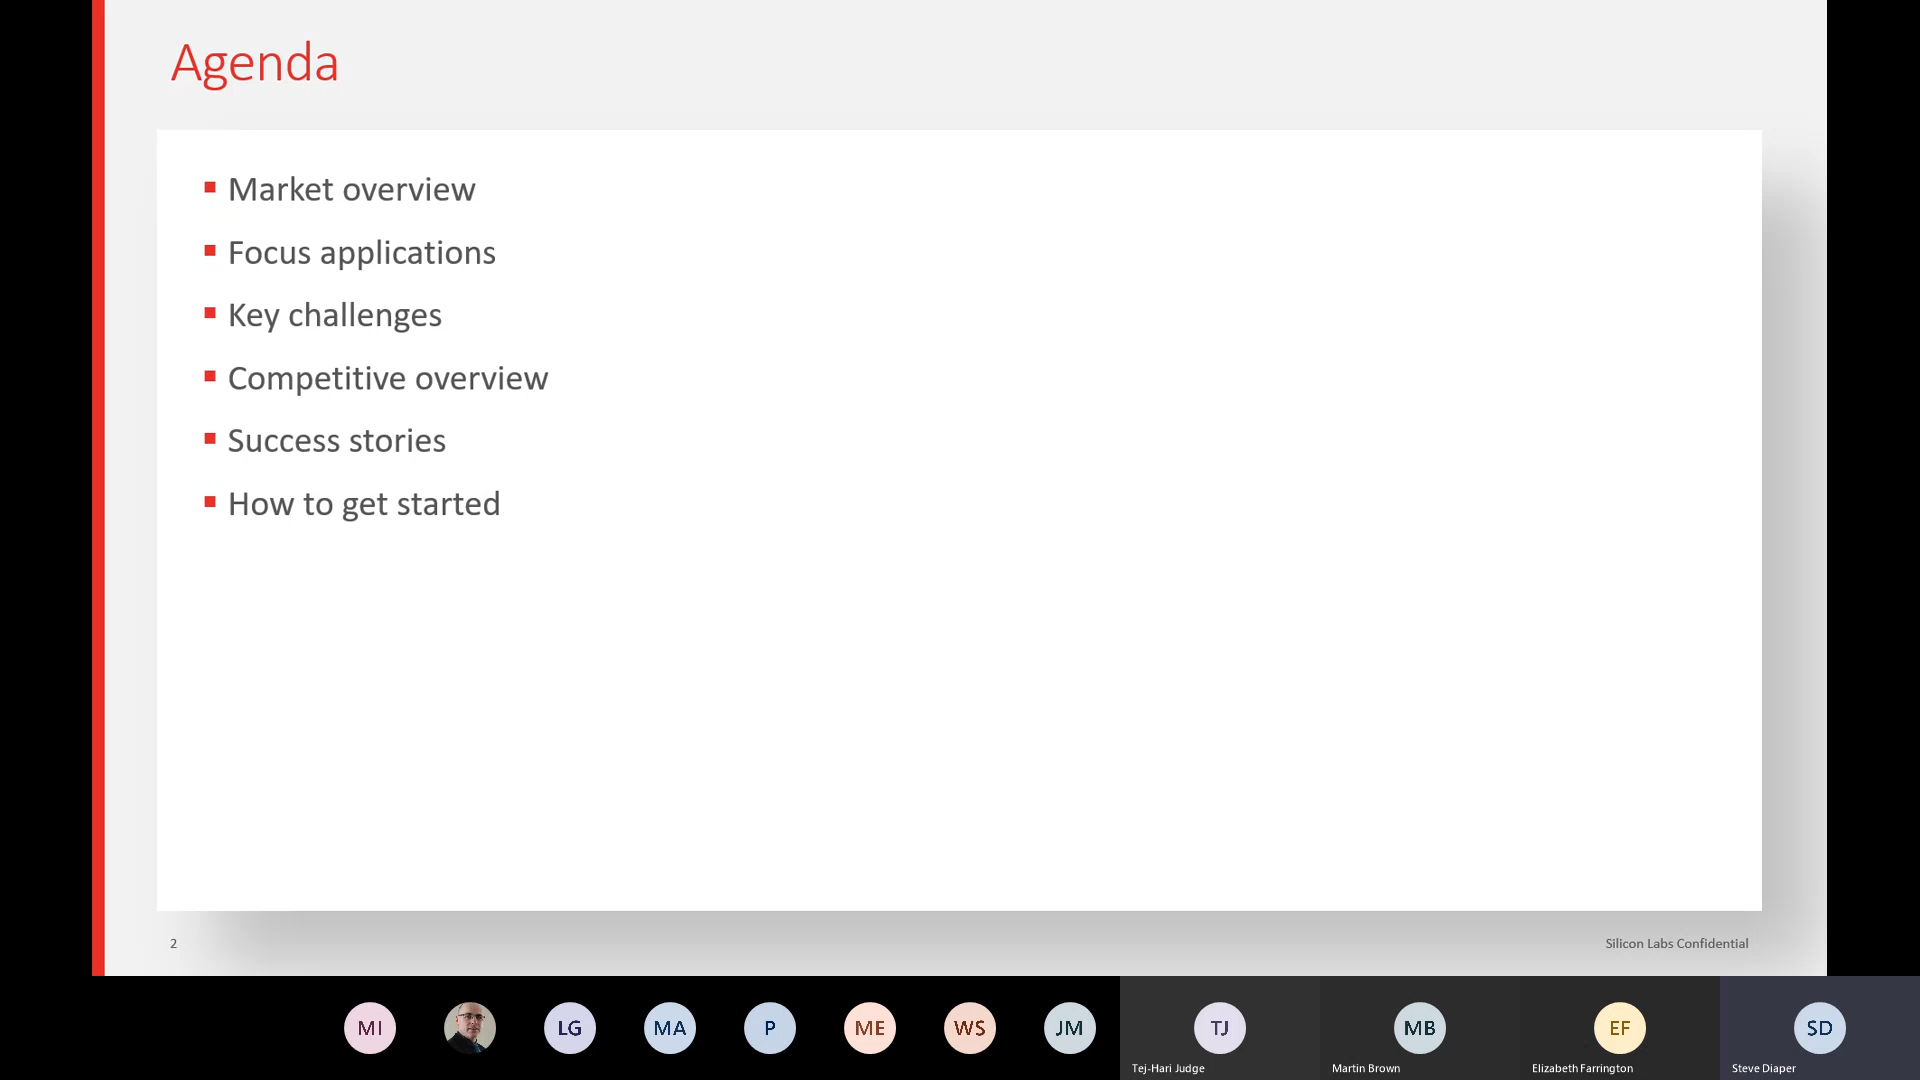 Agenda
Market overview
Focus applications
Key challenges
Competitive overview
Success stories
How to get started
2
Silicon Labs Confidential
MI
LG
MA
P
ME
WS
JM
TJ
MB
EF
SD
Tej-Hari Judge
Martin Brown
Elizabeth Farrington
Steve Diaper